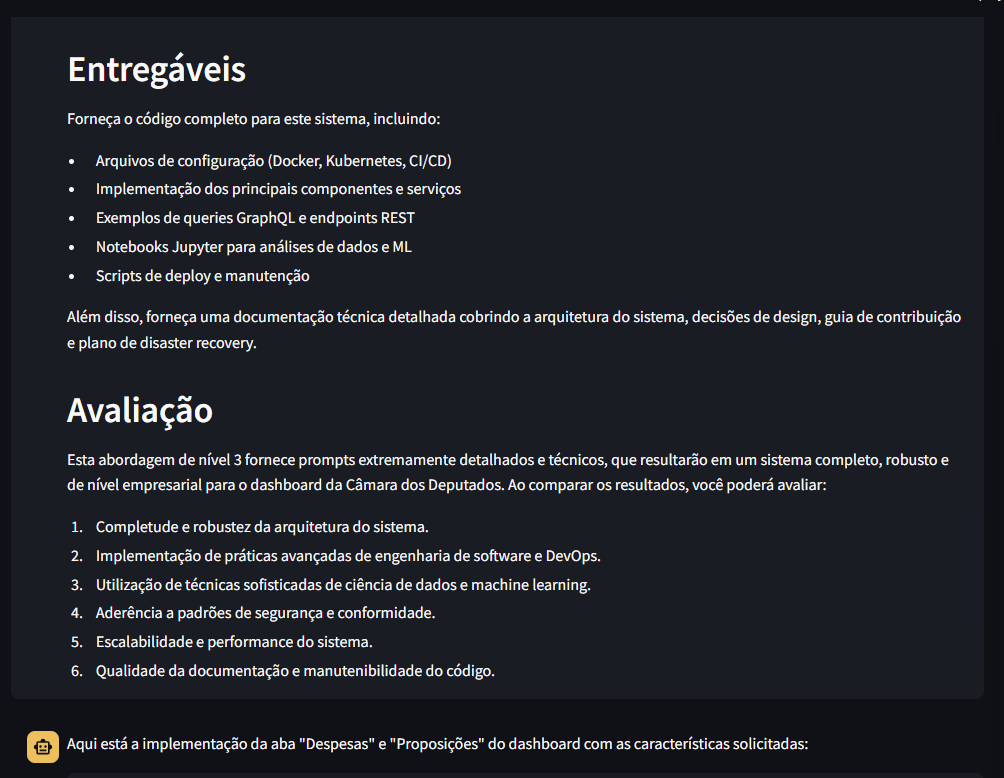 Entregáveis
Forneça o código completo para este sistema, incluindo:
• Arquivos de configuração (Docker, Kubernetes, CI/CD)
• Implementação dos principais componentes e serviços
• Exemplos de queries GraphQL e endpoints REST
• Notebooks Jupyter para análises de dados e ML
• Scripts de deploy e manutenção
Além disso, forneça uma documentação técnica detalhada cobrindo a arquitetura do sistema, decisões de design, guia de contribuição
e plano de disaster recovery.
Avaliação
Esta abordagem de nível 3 fornece prompts extremamente detalhados e técnicos, que resultarão em um sistema completo, robusto e
de nível empresarial para o dashboard da Câmara dos Deputados. Ao comparar os resultados, você poderá avaliar:
1. Completude e robustez da arquitetura do sistema.
2. Implementação de práticas avançadas de engenharia de software e DevOps.
3. Utilização de técnicas sofisticadas de ciência de dados e machine learning.
4. Aderência a padrões de segurança e conformidade.
5. Escalabilidade e performance do sistema.
6. Qualidade da documentação e manutenibilidade do código.
Aqui está a implementação da aba "Despesas" e "Proposições" do dashboard com as características solicitadas: